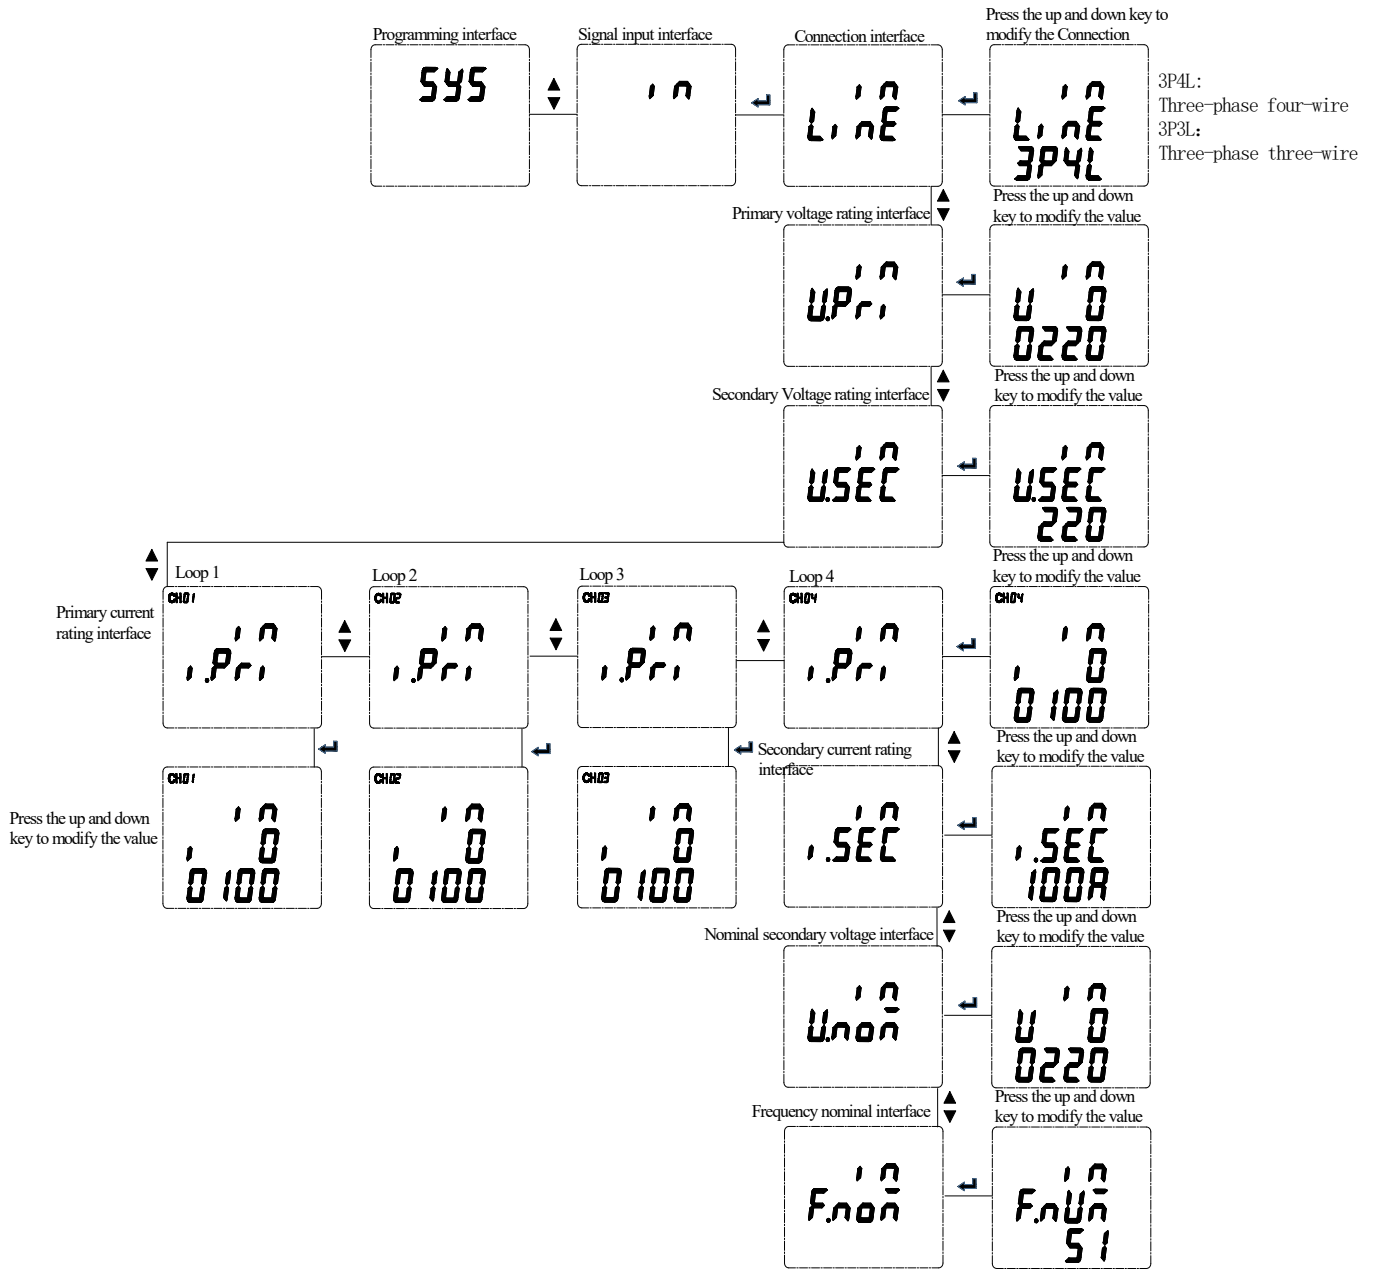 Press the up and down key to
modify the Connection
Programming interface
Signal input interface
Connection interface
SYS
in
in
LinE
in
LinE
3P4L
3P4L:
Three-phase four-wire
3P3L:
Three-phase three-wire
Primary voltage rating interface
Press the up and down
key to modify the value
in
U.Pri
in
U 0
0220
Secondary Voltage rating interface
Press the up and down
key to modify the value
in
U.SEC
in
U.SEC
220
Primary current
rating interface
Loop 1
Loop 2
Loop 3
Loop 4
Press the up and down
key to modify the value
CH01
in
i.Pri
CH02
in
i.Pri
CH03
in
i.Pri
CH04
in
i.Pri
CH04
in
i 0
0100
Press the up and down
key to modify the value
CH01
in
i 0
0100
CH02
in
i 0
0100
CH03
in
i 0
0100
Secondary current rating
interface
Press the up and down
key to modify the value
in
i.SEC
in
i.SEC
100A
Nominal secondary voltage interface
Press the up and down
key to modify the value
in
U.non̄
in
U 0
0220
Frequency nominal interface
Press the up and down
key to modify the value
in
F.non̄
in
F.nUn̄
51